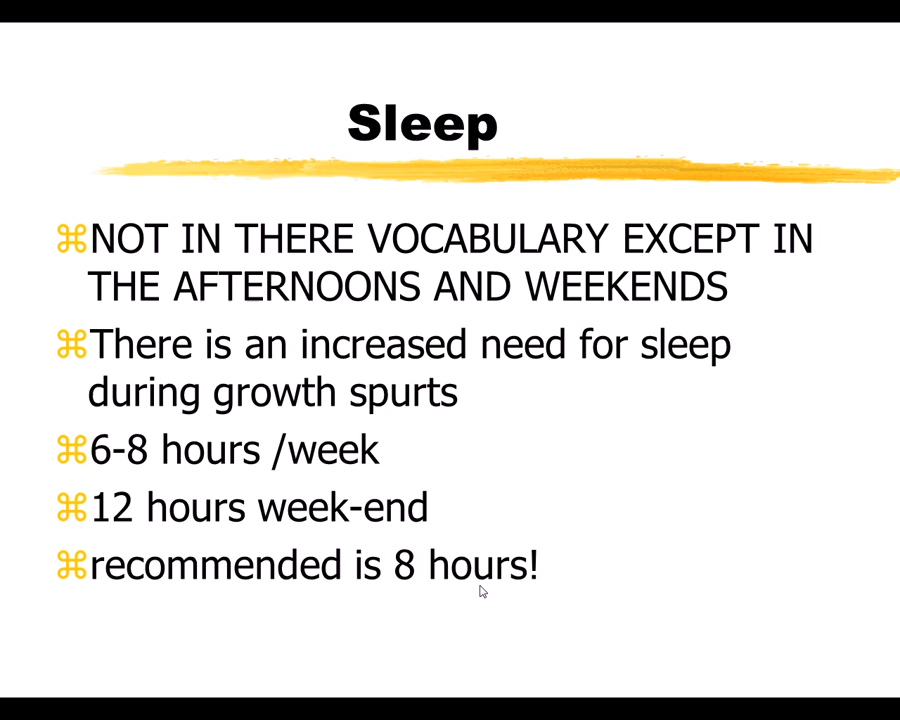 Sleep
⌘NOT IN THERE VOCABULARY EXCEPT IN
THE AFTERNOONS AND WEEKENDS
⌘There is an increased need for sleep
during growth spurts
⌘6-8 hours /week
⌘12 hours week-end
⌘recommended is 8 hours!